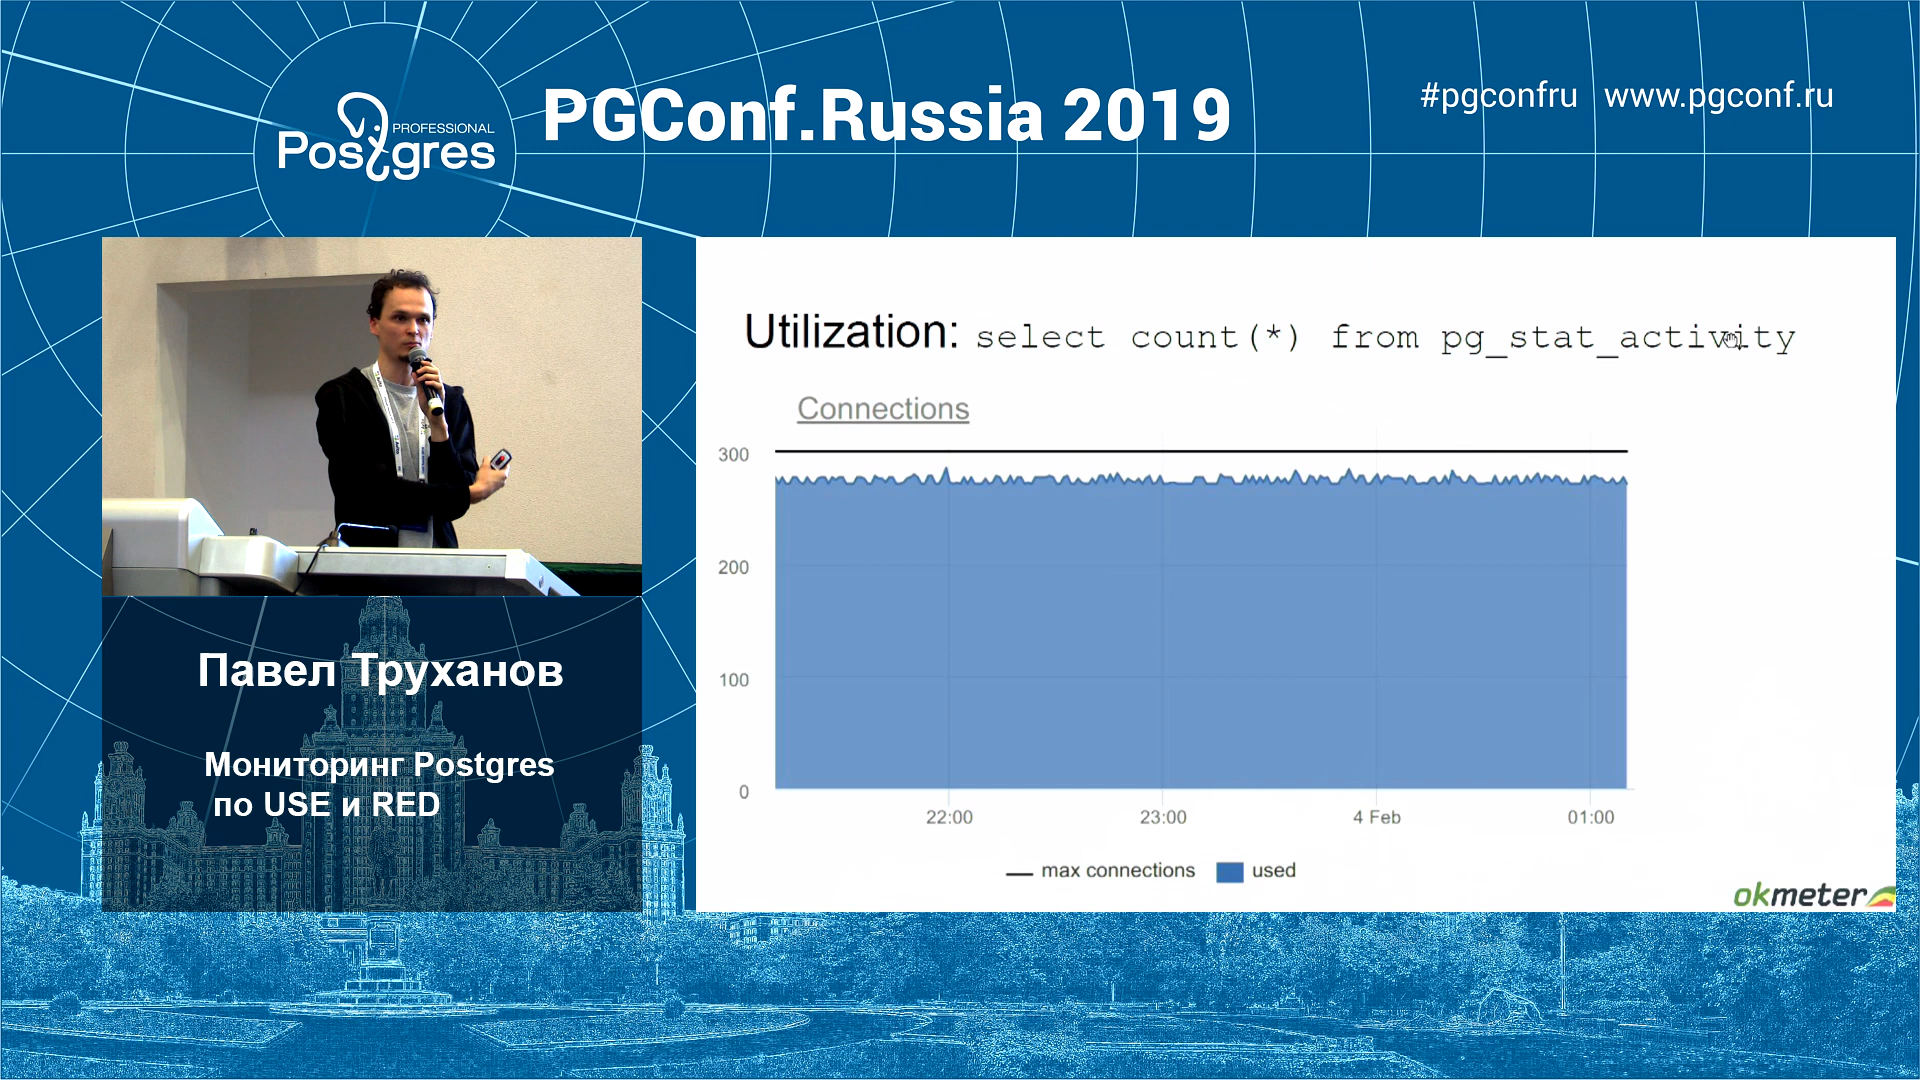 PROFESSIONAL
Postgres
PGConf.Russia 2019
#pgconfru www.pgconf.ru
Павел Труханов
Мониторинг Postgres
по USE и RED
Utilization: select count(*) from pg_stat_activity
Connections
300
200
100
0
22:00 23:00 4 Feb 01:00
max connections used
okmeter